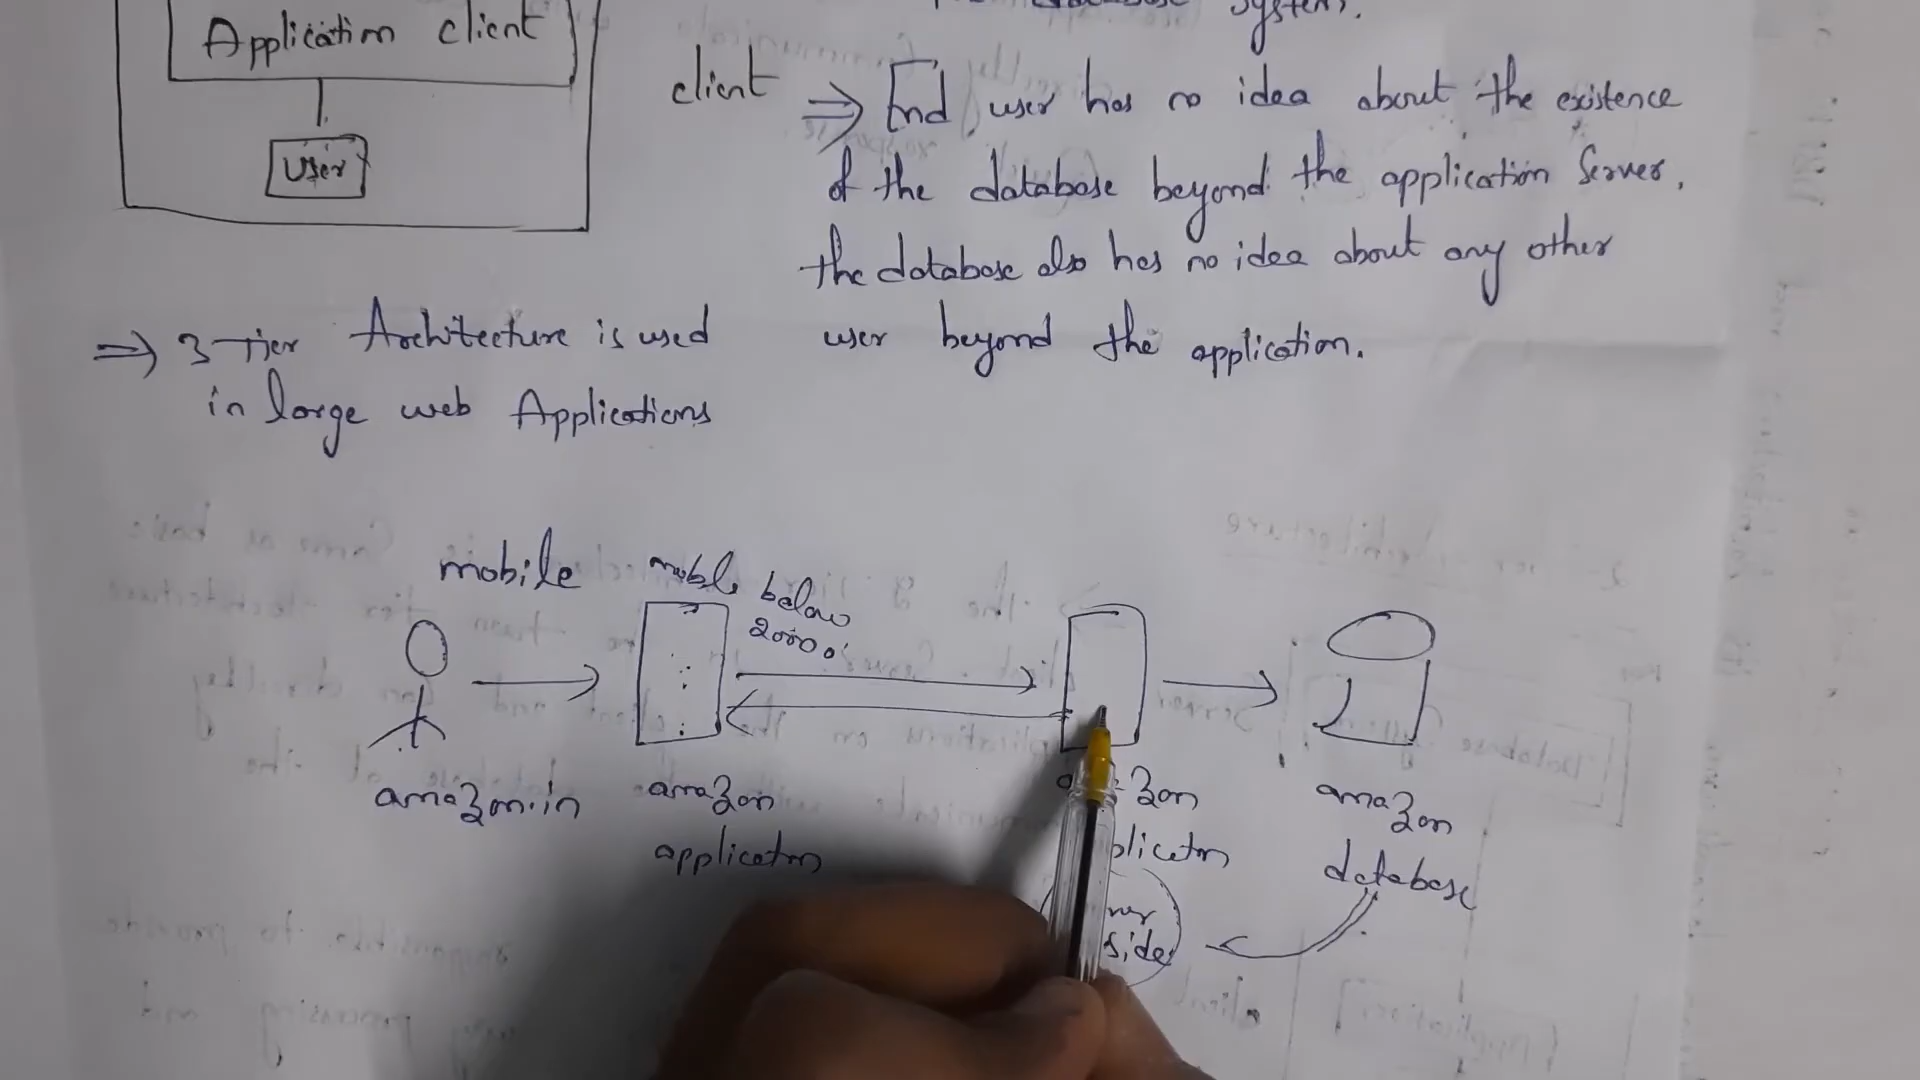 database System.
Application client
User
client
⇒ End user has no idea about the existence
of the database beyond the application Server.
the database also has no idea about any other
user beyond the application.
⇒ 3-Tier Architecture is used
in large web Applications
mobile
mobile below
20000
amazon.in
amazon
application
amazon
database
side